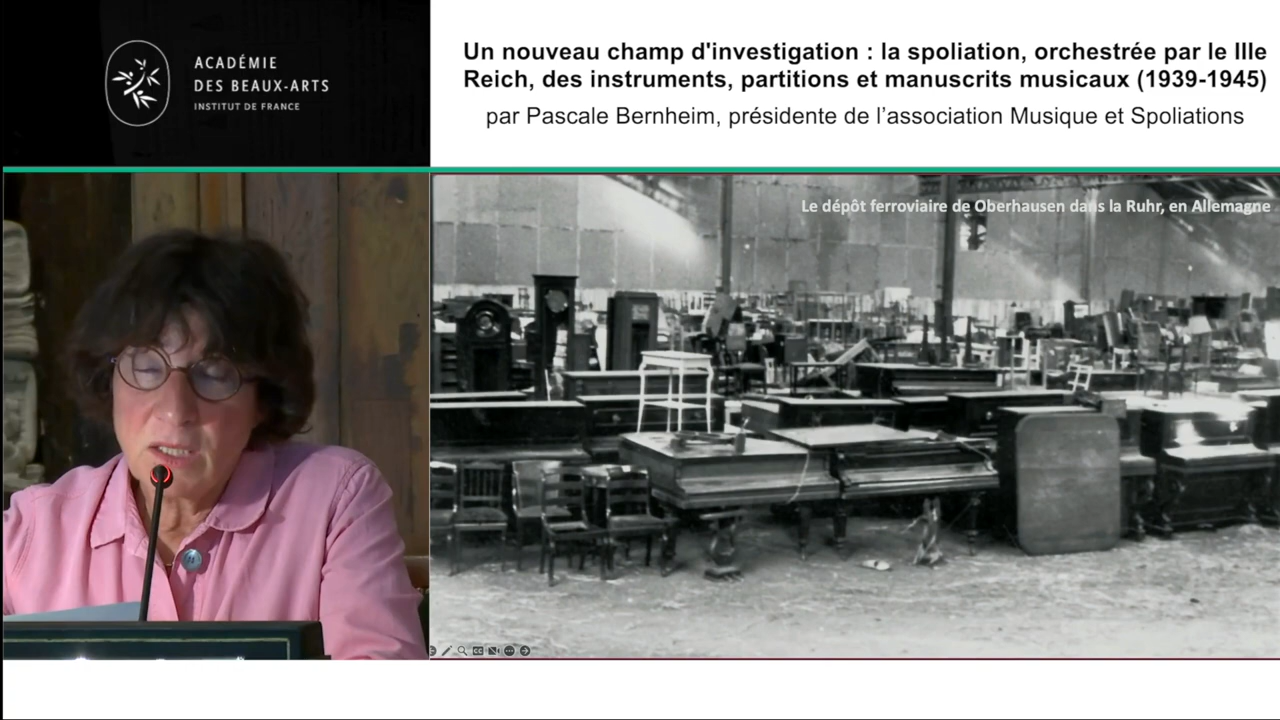 ACADÉMIE
DES BEAUX-ARTS
INSTITUT DE FRANCE
Un nouveau champ d'investigation : la spoliation, orchestrée par le IIIe
Reich, des instruments, partitions et manuscrits musicaux (1939-1945)
par Pascale Bernheim, présidente de l’association Musique et Spoliations
Le dépôt ferroviaire de Oberhausen dans la Ruhr, en Allemagne